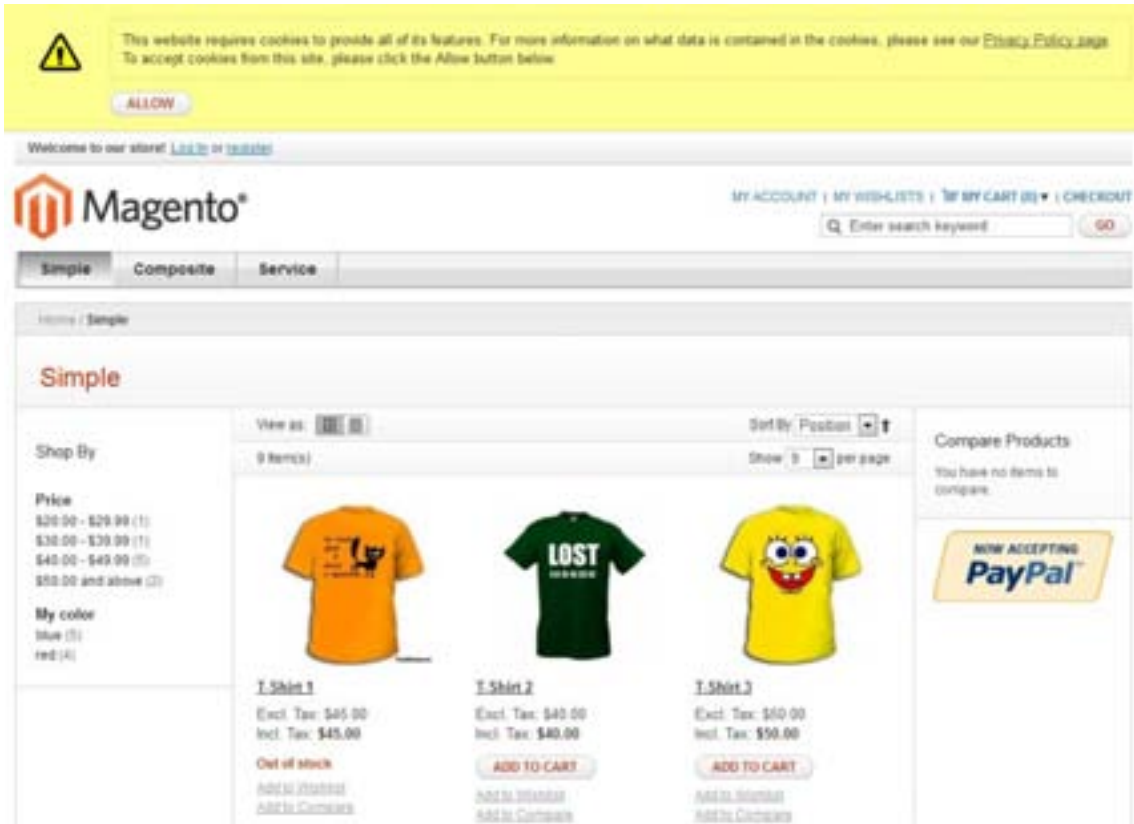 This website requires cookies to provide all of its features. For more information on what data is contained in the cookies, please see our Privacy Policy page.
To accept cookies from this site, please click the Allow button below.
ALLOW
Welcome to our store! Log In or register
Magento
MY ACCOUNT | MY WISHLISTS | MY CART (0) | CHECKOUT
Enter search keyword GO
Simple Composite Service
Home / Simple
Simple
Shop By
Price
$20.00 - $29.99 (1)
$30.00 - $39.99 (1)
$40.00 - $49.99 (5)
$50.00 and above (2)
My color
blue (5)
red (4)
View as:
Sort By Position
9 Item(s)
Show 9 per page
LOST
T.Shirt 1
Excl. Tax: $45.00
Incl. Tax: $45.00
Out of stock
Add to Wishlist
Add to Compare
T.Shirt 2
Excl. Tax: $40.00
Incl. Tax: $40.00
ADD TO CART
Add to Wishlist
Add to Compare
T.Shirt 3
Excl. Tax: $50.00
Incl. Tax: $50.00
ADD TO CART
Add to Wishlist
Add to Compare
Compare Products
You have no items to
compare.
NOW ACCEPTING
PayPal